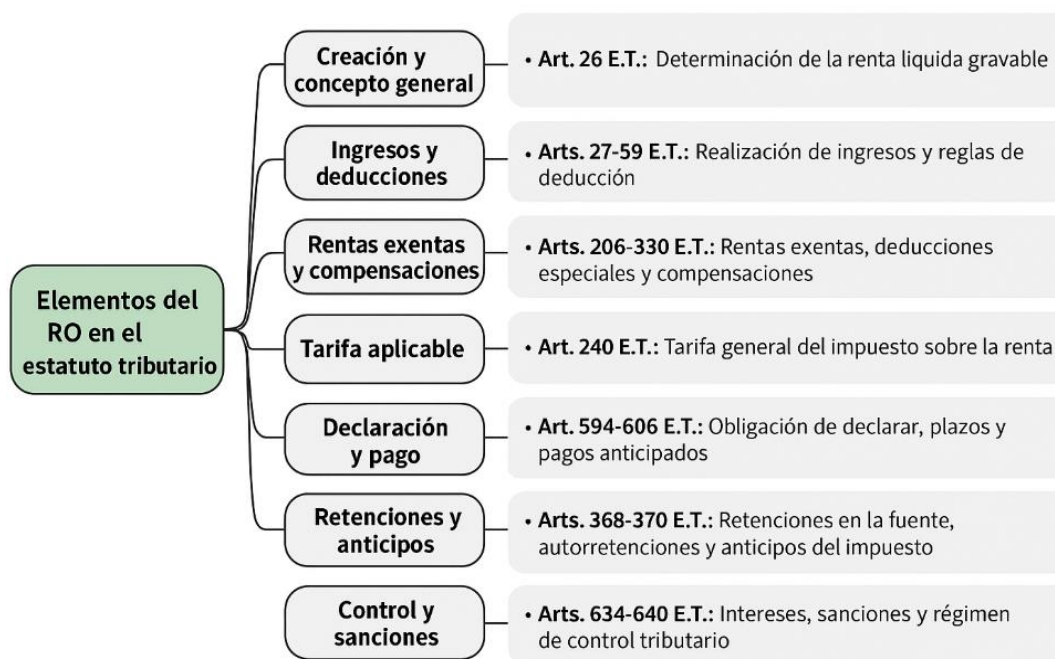 Elementos del
RO en el
estatuto tributario
Creación y
concepto general
• Art. 26 E.T.: Determinación de la renta liquida gravable
Ingresos y
deducciones
• Arts. 27-59 E.T.: Realización de ingresos y reglas de
deducción
Rentas exentas
y compensaciones
• Arts. 206-330 E.T.: Rentas exentas, deducciones
especiales y compensaciones
Tarifa aplicable
• Art. 240 E.T.: Tarifa general del impuesto sobre la renta
Declaración
y pago
• Art. 594-606 E.T.: Obligación de declarar, plazos y
pagos anticipados
Retenciones y
anticipos
• Arts. 368-370 E.T.: Retenciones en la fuente,
autorretenciones y anticipos del impuesto
Control y
sanciones
• Arts. 634-640 E.T.: Intereses, sanciones y régimen
de control tributario